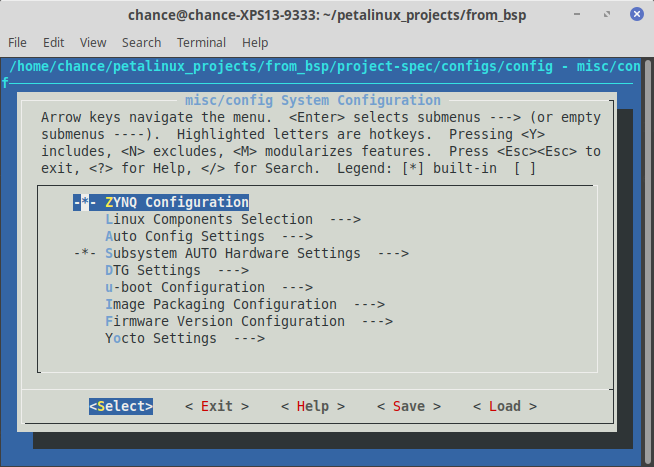 chance@chance-XPS13-9333: ~/petalinux_projects/from_bsp
File Edit View Search Terminal Help
/home/chance/petalinux_projects/from_bsp/project-spec/configs/config - misc/con
f
misc/config System Configuration
Arrow keys navigate the menu. <Enter> selects submenus ---> (or empty
submenus ----). Highlighted letters are hotkeys. Pressing <Y>
includes, <N> excludes, <M> modularizes features. Press <Esc><Esc> to
exit, <?> for Help, </> for Search. Legend: [*] built-in [ ]
-*- ZYNQ Configuration
Linux Components Selection --->
Auto Config Settings --->
-*- Subsystem AUTO Hardware Settings --->
DTG Settings --->
u-boot Configuration --->
Image Packaging Configuration --->
Firmware Version Configuration --->
Yocto Settings --->
<Select> < Exit > < Help > < Save > < Load >